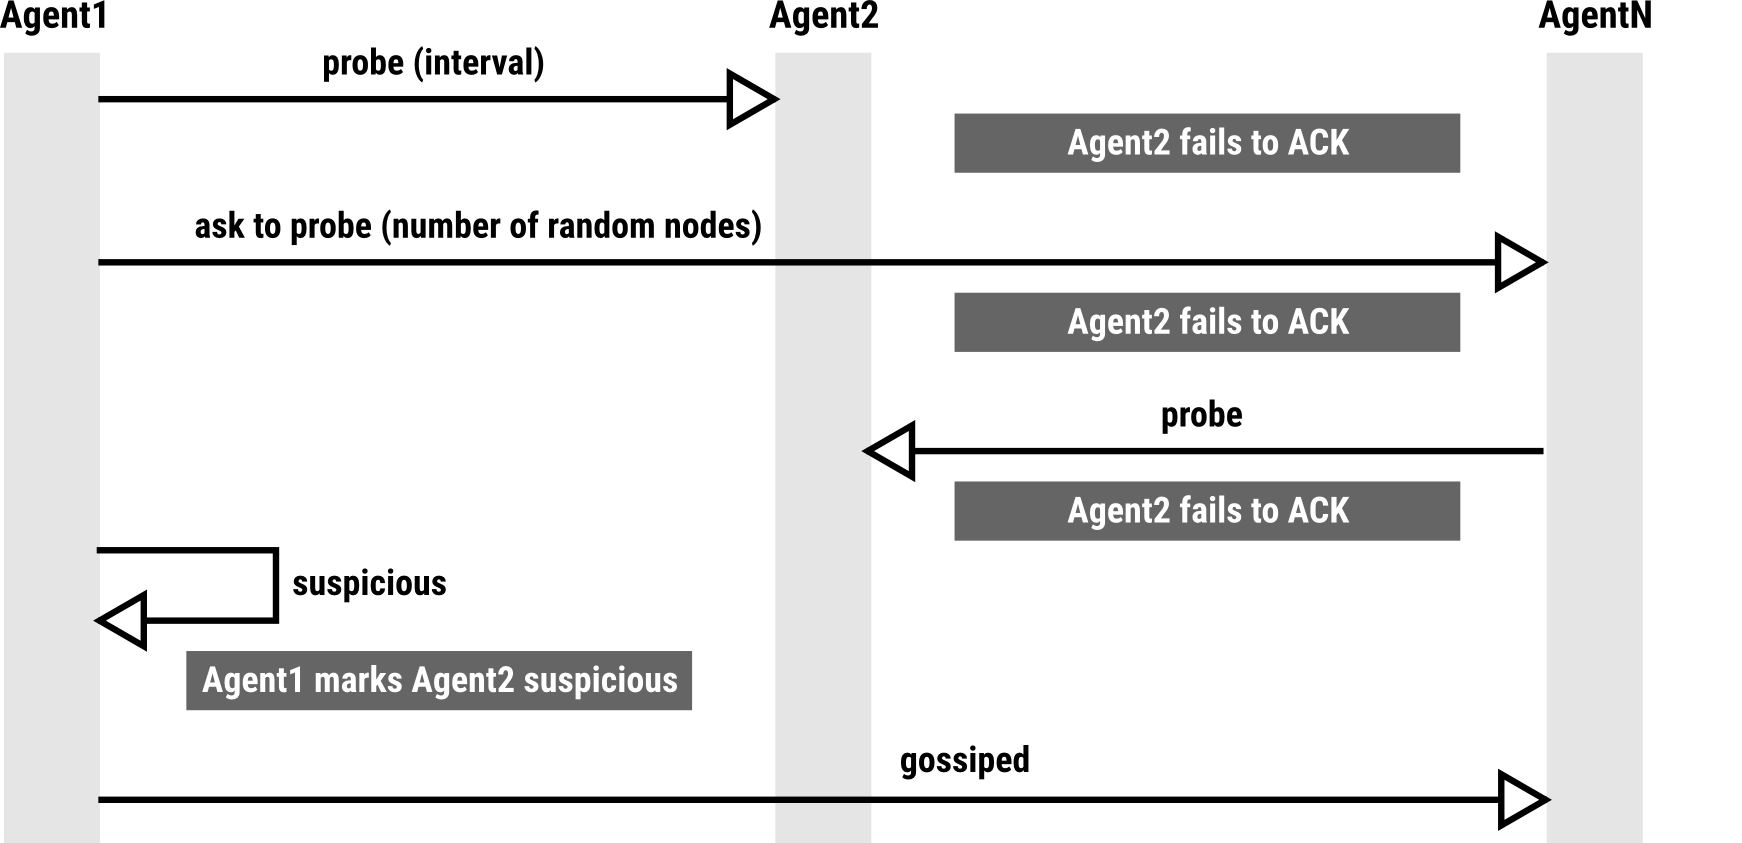 Agent1
Agent2
AgentN
probe (interval)
Agent2 fails to ACK
ask to probe (number of random nodes)
Agent2 fails to ACK
probe
Agent2 fails to ACK
suspicious
Agent1 marks Agent2 suspicious
gossiped